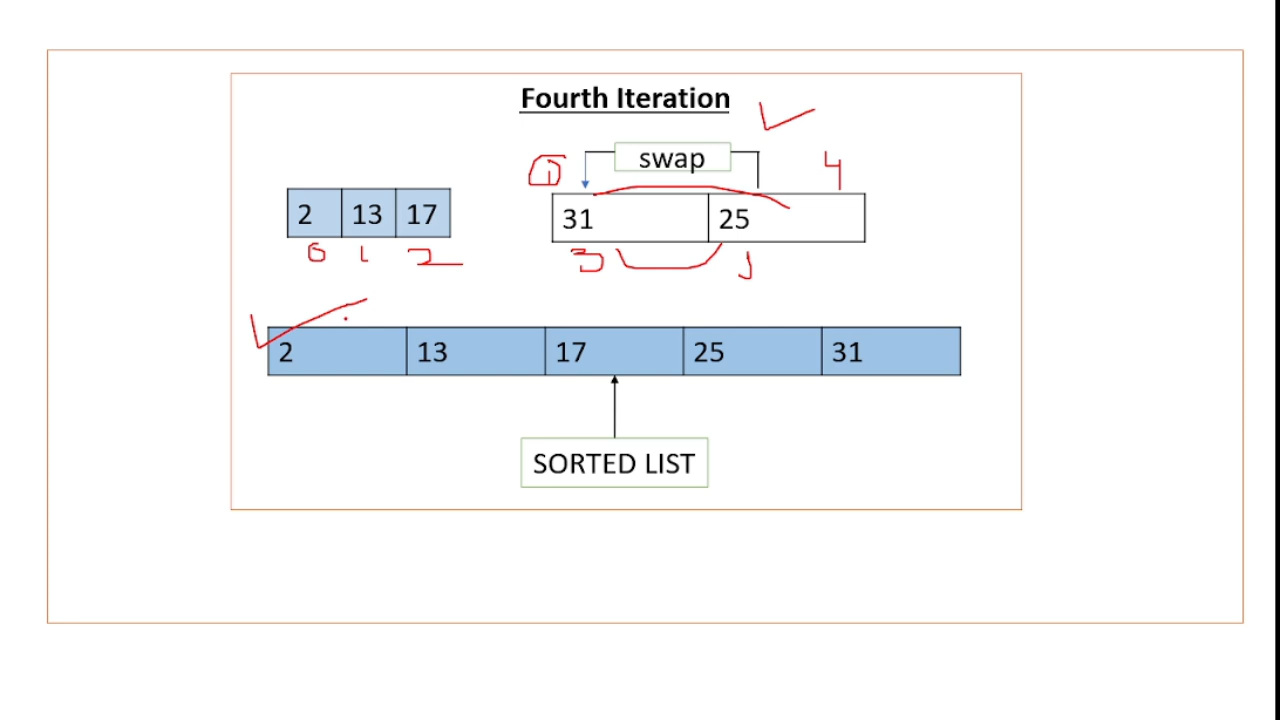 Fourth Iteration
swap
4
2 13 17
31 25
0 1 2
3 j
2 13 17 25 31
SORTED LIST